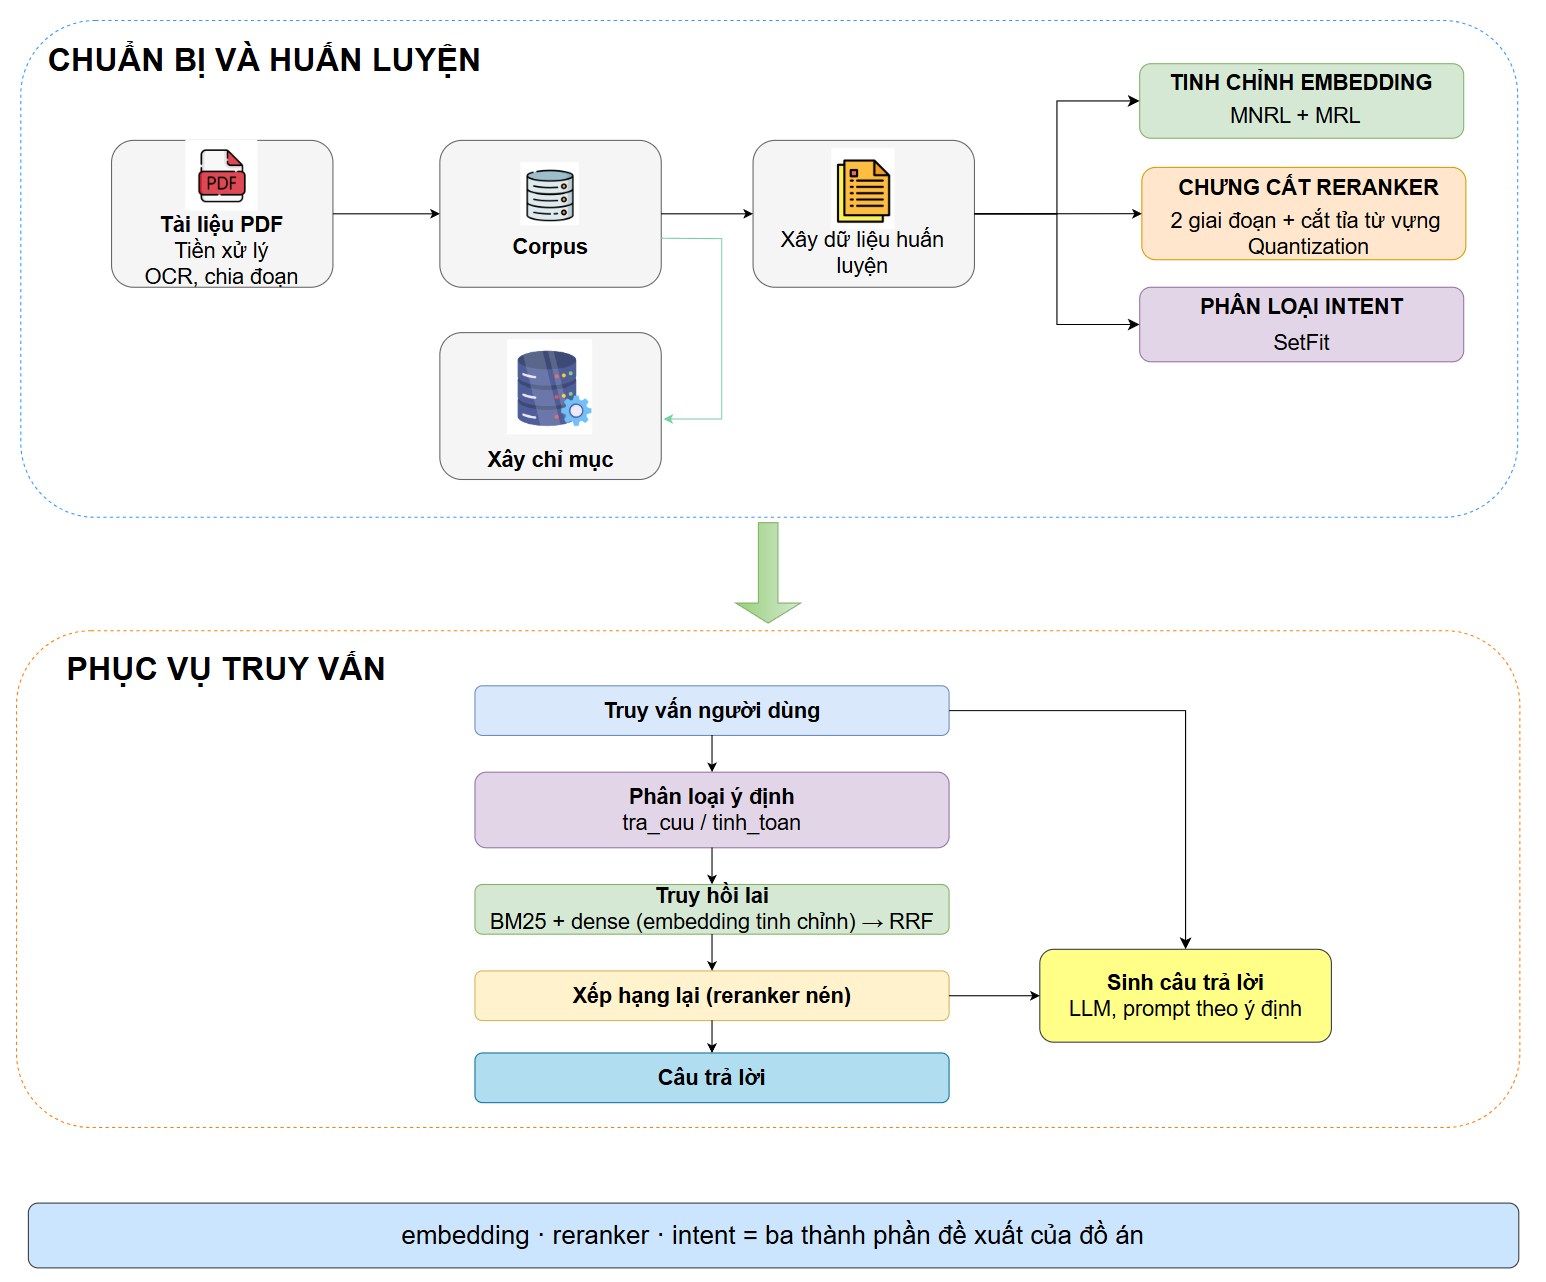 CHUẨN BỊ VÀ HUẤN LUYỆN
PDF
Tài liệu PDF
Tiền xử lý
OCR, chia đoạn
Corpus
Xây chỉ mục
Xây dữ liệu huấn
luyện
TINH CHỈNH EMBEDDING
MNRL + MRL
CHƯNG CẤT RERANKER
2 giai đoạn + cắt tỉa từ vựng
Quantization
PHÂN LOẠI INTENT
SetFit
PHỤC VỤ TRUY VẤN
Truy vấn người dùng
Phân loại ý định
tra_cuu / tinh_toan
Truy hồi lai
BM25 + dense (embedding tinh chỉnh) → RRF
Xếp hạng lại (reranker nén)
Sinh câu trả lời
LLM, prompt theo ý định
Câu trả lời
embedding · reranker · intent = ba thành phần đề xuất của đồ án